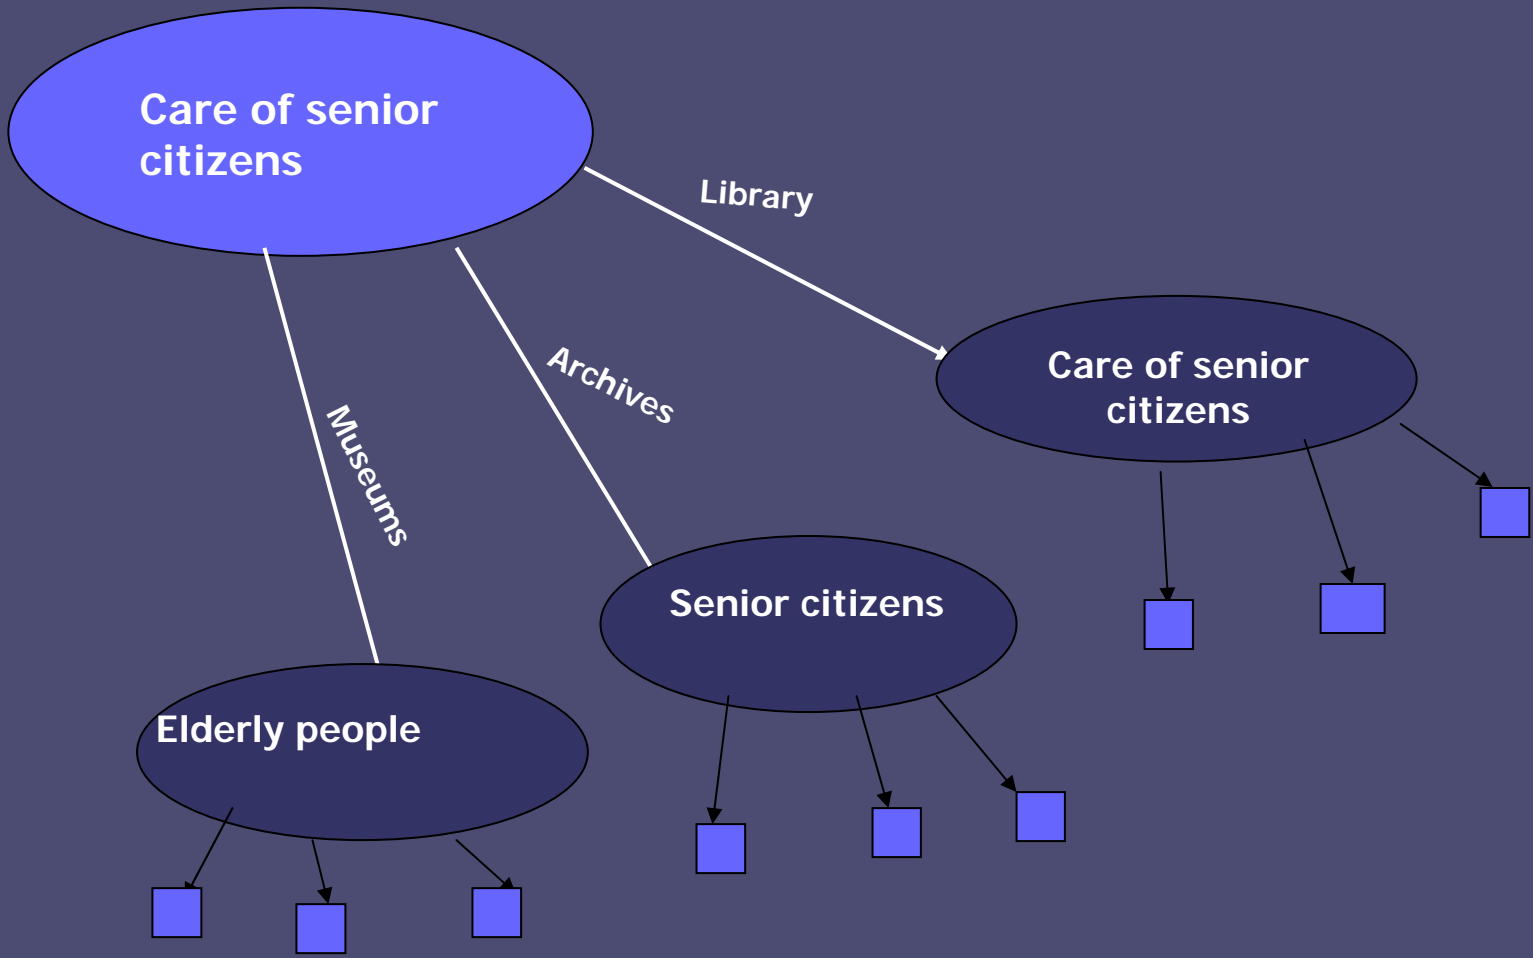 Care of senior
citizens
Library
Archives
Museums
Care of senior
citizens
Senior citizens
Elderly people